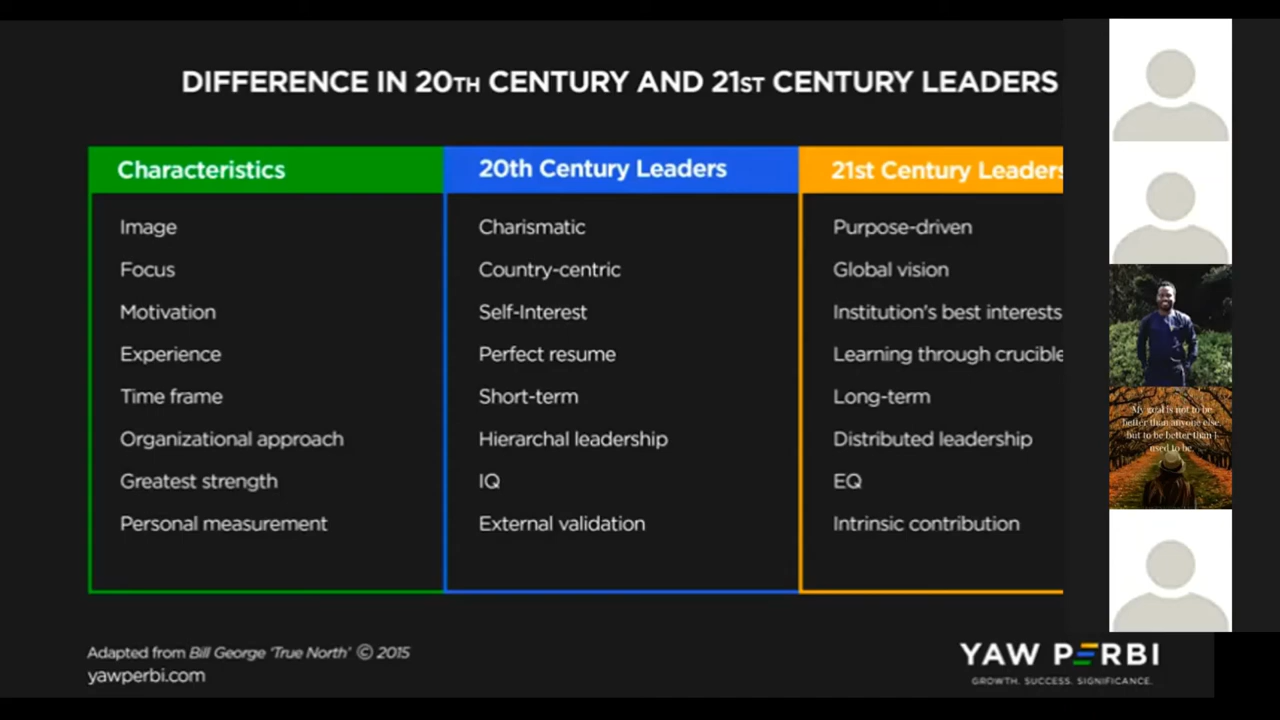 DIFFERENCE IN 20TH CENTURY AND 21ST CENTURY LEADERS
Characteristics 20th Century Leaders 21st Century Leaders
Image Charismatic Purpose-driven
Focus Country-centric Global vision
Motivation Self-Interest Institution's best interests
Experience Perfect resume Learning through crucible
Time frame Short-term Long-term
Organizational approach Hierarchal leadership Distributed leadership
Greatest strength IQ EQ
Personal measurement External validation Intrinsic contribution
My goal is not to be
better than anyone else,
but to be better than I
used to be.
Adapted from Bill George 'True North' © 2015
yawperbi.com
YAW PERBI
GROWTH. SUCCESS. SIGNIFICANCE.